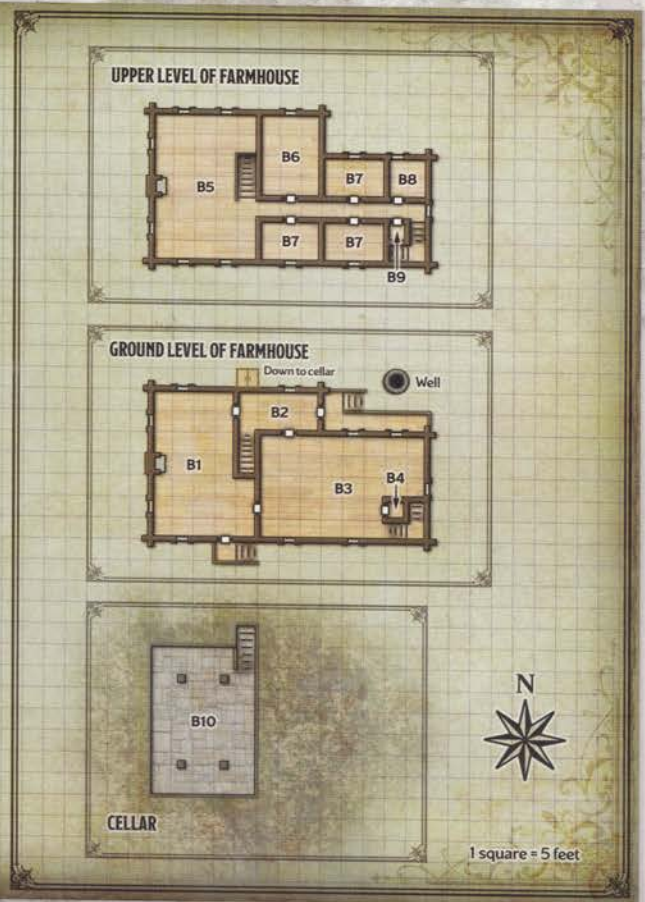 UPPER LEVEL OF FARMHOUSE
B5
B6
B7
B8
B7
B7
B9
GROUND LEVEL OF FARMHOUSE
Down to cellar
Well
B1
B2
B3
B4
B10
CELLAR
N
1 square = 5 feet